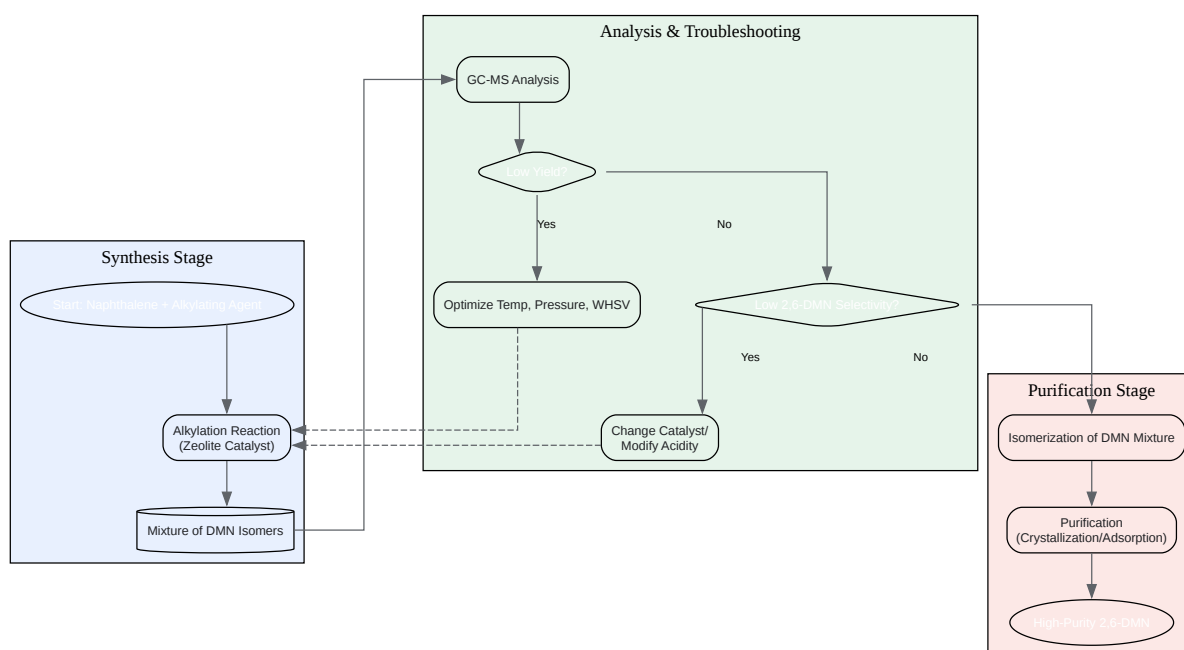 Synthesis Stage
Start: Naphthalene + Alkylating Agent
Alkylation Reaction
(Zeolite Catalyst)
Mixture of DMN Isomers
Analysis & Troubleshooting
GC-MS Analysis
Low Yield?
Yes
No
Optimize Temp, Pressure, WHSV
Low 2,6-DMN Selectivity?
Yes
No
Change Catalyst/
Modify Acidity
Purification Stage
Isomerization of DMN Mixture
Purification
(Crystallization/Adsorption)
High-Purity 2,6-DMN